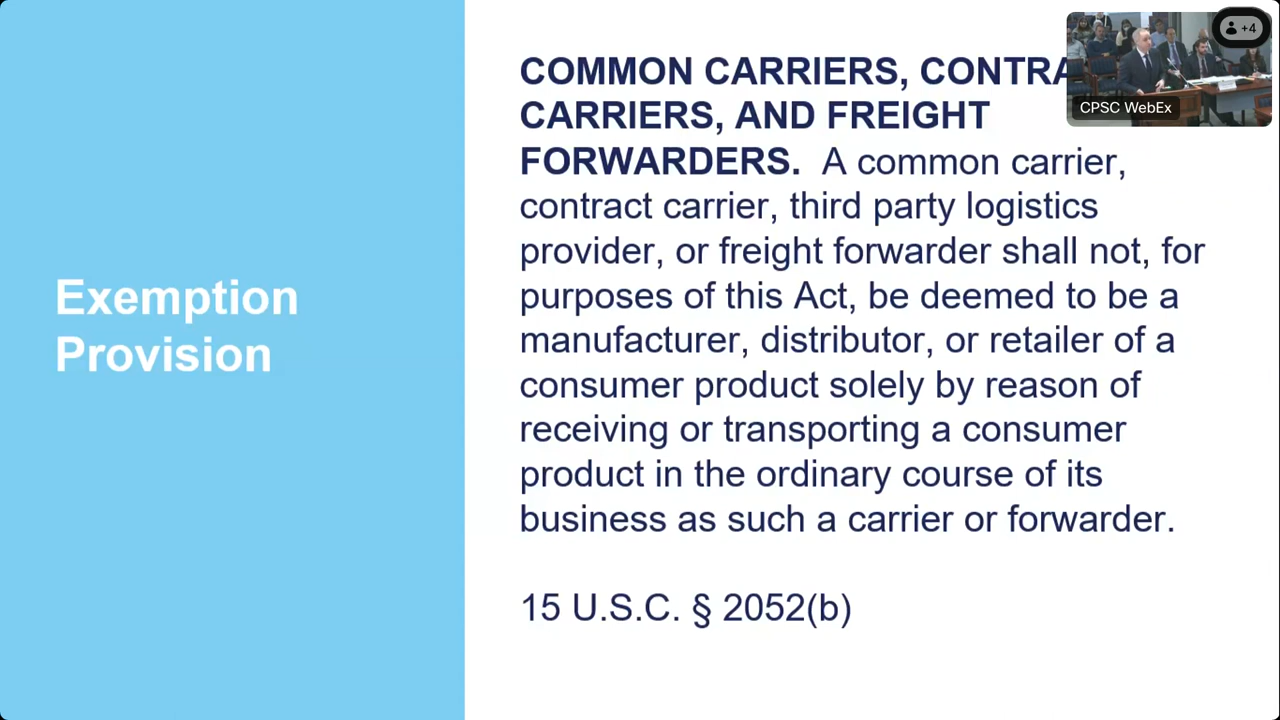 Exemption
Provision
COMMON CARRIERS, CONTRA
CARRIERS, AND FREIGHT
FORWARDERS. A common carrier,
contract carrier, third party logistics
provider, or freight forwarder shall not, for
purposes of this Act, be deemed to be a
manufacturer, distributor, or retailer of a
consumer product solely by reason of
receiving or transporting a consumer
product in the ordinary course of its
business as such a carrier or forwarder.
15 U.S.C. § 2052(b)
+4
CPSC WebEx